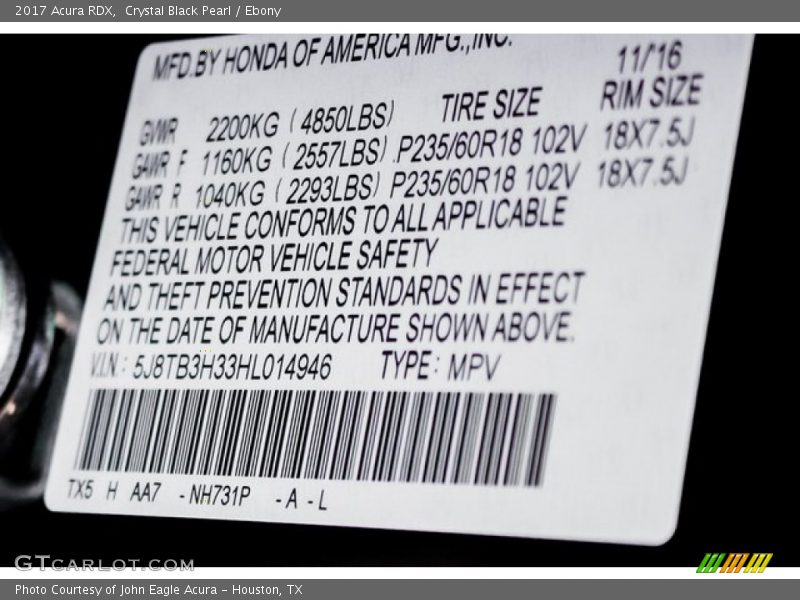 2017 Acura RDX,  Crystal Black Pearl / Ebony
MFD.BY HONDA OF AMERICA MFG.,INC. 11/'16
GVWR 2200KG ( 4850LBS) TIRE SIZE RIM SIZE
GAWR F 1160KG ( 2557LBS) .P235/60R18 102V 18X7.5J
GAWR R 1040KG ( 2293LBS) P235/60R18 102V 18X7.5J
THIS VEHICLE CONFORMS TO ALL APPLICABLE
FEDERAL MOTOR VEHICLE SAFETY
AND THEFT PREVENTION STANDARDS IN EFFECT
ON THE DATE OF MANUFACTURE SHOWN ABOVE.
V.I.N.: 5J8TB3H33HL014946 TYPE: MPV
TX5 H AA7 -NH731P -A -L
GTCARLOT.COM
Photo Courtesy of John Eagle Acura - Houston, TX